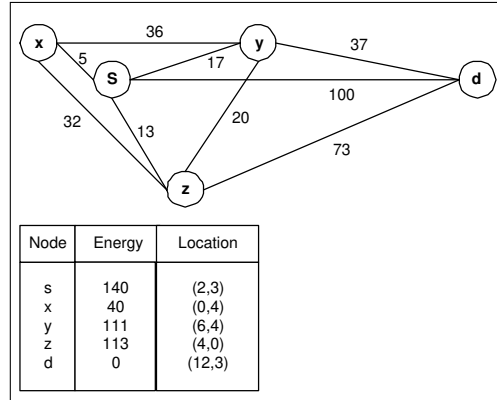 x
36
y
37
5
S
17
d
100
32
13
20
73
z
Node Energy Location
s 140 (2,3)
x 40 (0,4)
y 111 (6,4)
z 113 (4,0)
d 0 (12,3)